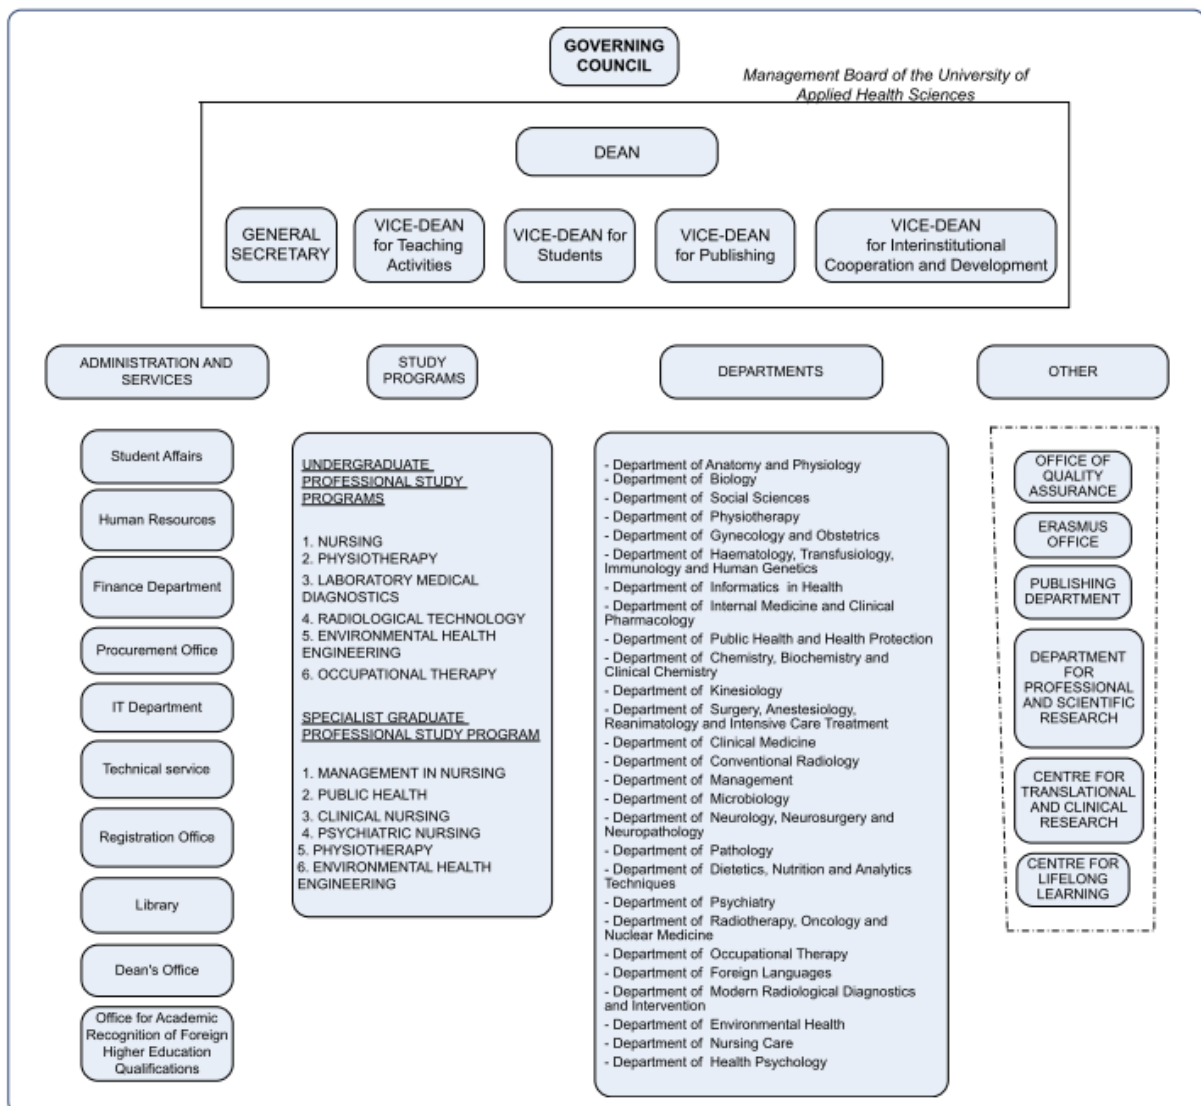 GOVERNING
COUNCIL
Management Board of the University of
Applied Health Sciences
DEAN
GENERAL
SECRETARY
VICE-DEAN
for Teaching
Activities
VICE-DEAN for
Students
VICE-DEAN
for Publishing
VICE-DEAN
for Interinstitutional
Cooperation and Development
ADMINISTRATION AND
SERVICES
Student Affairs
Human Resources
Finance Department
Procurement Office
IT Department
Technical service
Registration Office
Library
Dean's Office
Office for Academic
Recognition of Foreign
Higher Education
Qualifications
STUDY
PROGRAMS
UNDERGRADUATE
PROFESSIONAL STUDY
PROGRAMS
1. NURSING
2. PHYSIOTHERAPY
3. LABORATORY MEDICAL
DIAGNOSTICS
4. RADIOLOGICAL TECHNOLOGY
5. ENVIRONMENTAL HEALTH
ENGINEERING
6. OCCUPATIONAL THERAPY
SPECIALIST GRADUATE
PROFESSIONAL STUDY PROGRAM
1. MANAGEMENT IN NURSING
2. PUBLIC HEALTH
3. CLINICAL NURSING
4. PSYCHIATRIC NURSING
5. PHYSIOTHERAPY
6. ENVIRONMENTAL HEALTH
ENGINEERING
DEPARTMENTS
- Department of Anatomy and Physiology
- Department of Biology
- Department of Social Sciences
- Department of Physiotherapy
- Department of Gynecology and Obstetrics
- Department of Haematology, Transfusiology,
Immunology and Human Genetics
- Department of Informatics in Health
- Department of Internal Medicine and Clinical
Pharmacology
- Department of Public Health and Health Protection
- Department of Chemistry, Biochemistry and
Clinical Chemistry
- Department of Kinesiology
- Department of Surgery, Anestesiology,
Reanimatology and Intensive Care Treatment
- Department of Clinical Medicine
- Department of Conventional Radiology
- Department of Management
- Department of Microbiology
- Department of Neurology, Neurosurgery and
Neuropathology
- Department of Pathology
- Department of Dietetics, Nutrition and Analytics
Techniques
- Department of Psychiatry
- Department of Radiotherapy, Oncology and
Nuclear Medicine
- Department of Occupational Therapy
- Department of Foreign Languages
- Department of Modern Radiological Diagnostics
and Intervention
- Department of Environmental Health
- Department of Nursing Care
- Department of Health Psychology
OTHER
OFFICE OF
QUALITY
ASSURANCE
ERASMUS
OFFICE
PUBLISHING
DEPARTMENT
DEPARTMENT
FOR
PROFESSIONAL
AND SCIENTIFIC
RESEARCH
CENTRE FOR
TRANSLATIONAL
AND CLINICAL
RESEARCH
CENTRE FOR
LIFELONG
LEARNING